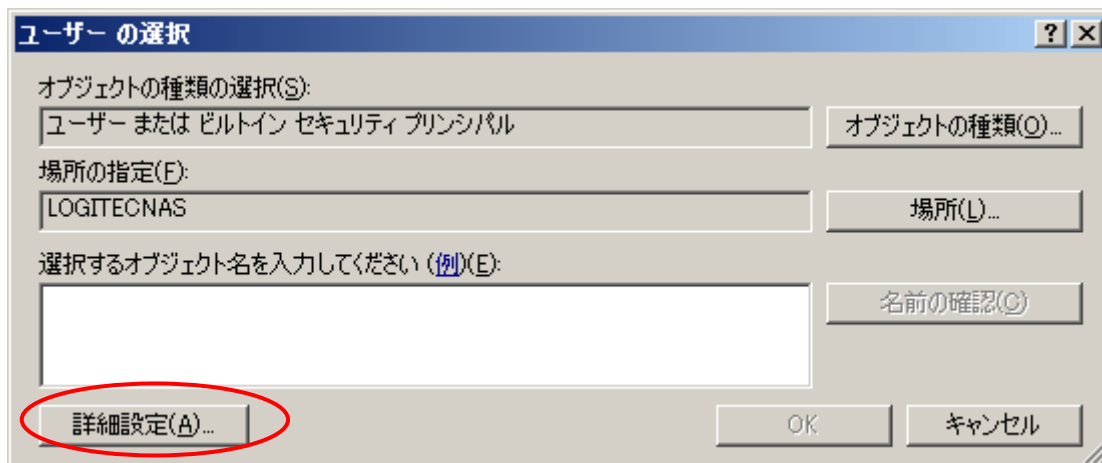 ユーザー の選択
オブジェクトの種類の選択(S):
ユーザー または ビルトイン セキュリティ プリンシパル
オブジェクトの種類(O)...
場所の指定(F):
LOGITECNAS
場所(L)...
選択するオブジェクト名を入力してください (例)(E):
名前の確認(C)
詳細設定(A)...
OK
キャンセル